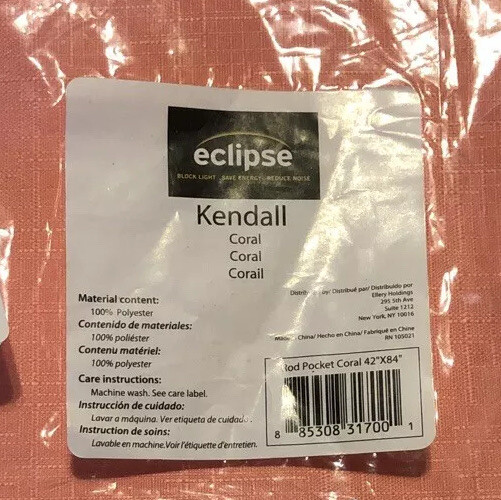 eclipse
BLOCK LIGHT . SAVE ENERGY . REDUCE NOISE
Kendall
Coral
Coral
Corail
Material content:
100% Polyester
Contenido de materiales:
100% poliéster
Contenu matériel:
100% polyester
Care instructions:
Machine wash. See care label.
Instrucción de cuidado:
Lavar a máquina. Ver etiqueta de cuidado.
Instruction de soins:
Lavable en machine.Voir l'étiquette d'entretien.
by/ Distribué par/ Distribuido por
Ellery Holdings
295 5th Ave
Suite 1212
New York, NY 10016
Made in China/ Hecho en China/ Fabriqué en Chine
RN 105021
Rod Pocket Coral 42"X84"
8 85308 31700 1